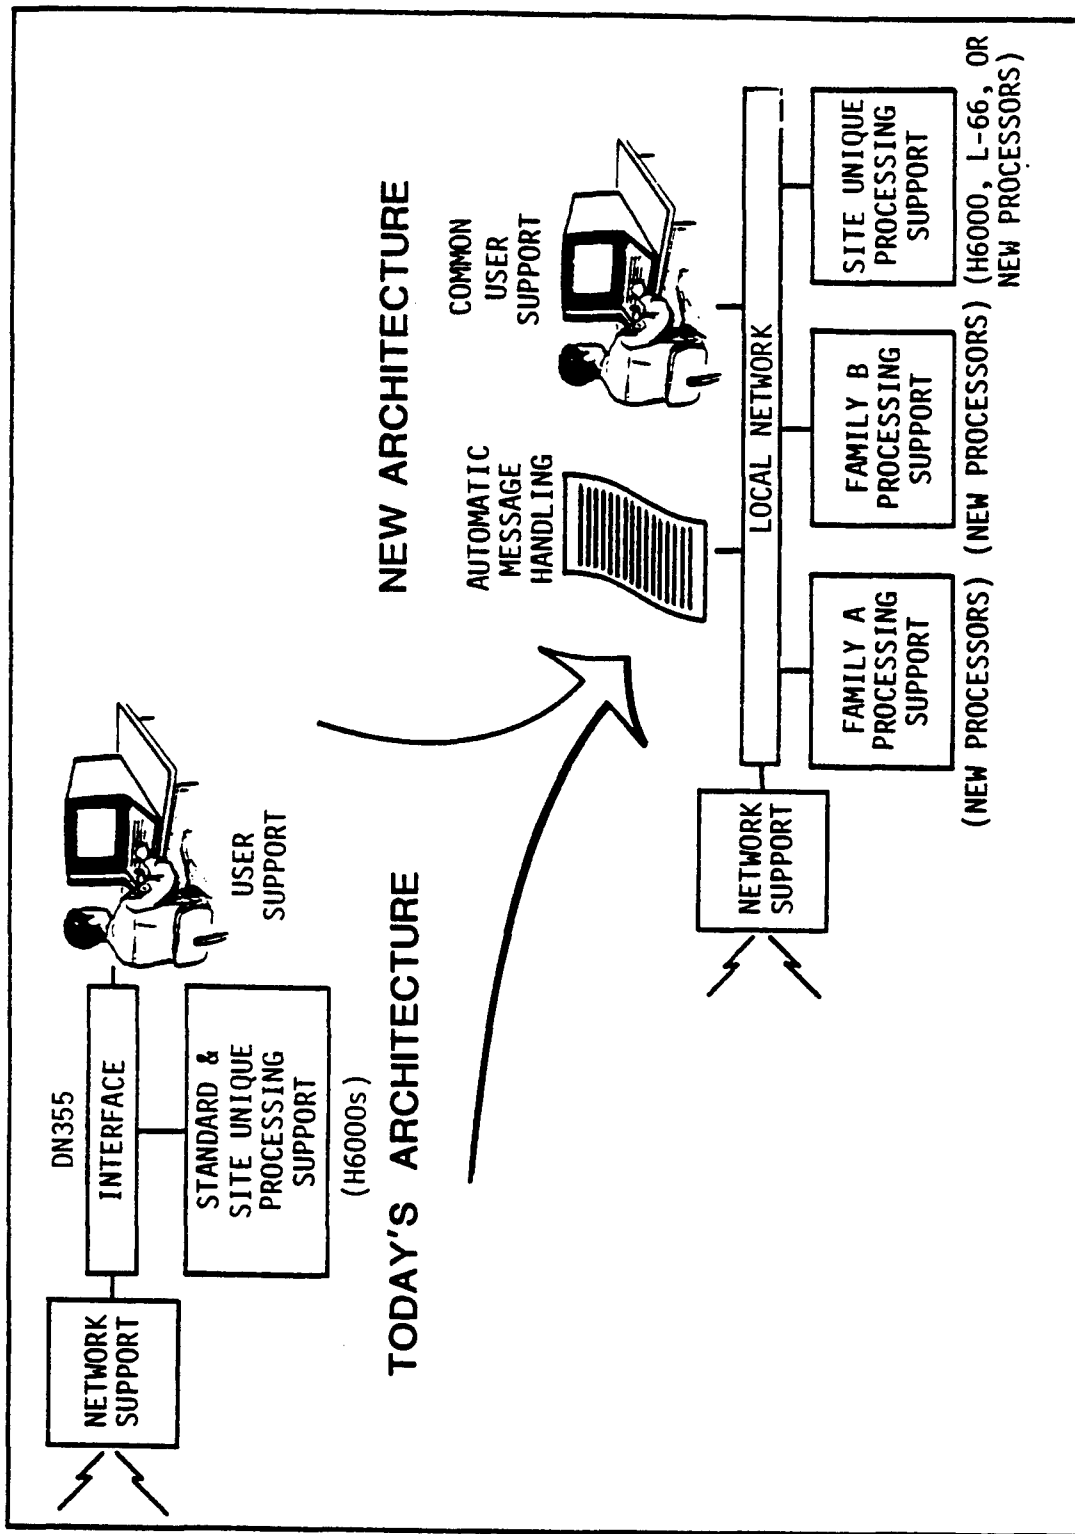 DN355
NETWORK
SUPPORT
INTERFACE
STANDARD &
SITE UNIQUE
PROCESSING
SUPPORT
(H6000s)
USER
SUPPORT
TODAY'S ARCHITECTURE
NEW ARCHITECTURE
AUTOMATIC
MESSAGE
HANDLING
COMMON
USER
SUPPORT
NETWORK
SUPPORT
LOCAL NETWORK
FAMILY A
PROCESSING
SUPPORT
(NEW PROCESSORS)
FAMILY B
PROCESSING
SUPPORT
(NEW PROCESSORS)
SITE UNIQUE
PROCESSING
SUPPORT
(H6000, L-66, OR
NEW PROCESSORS)